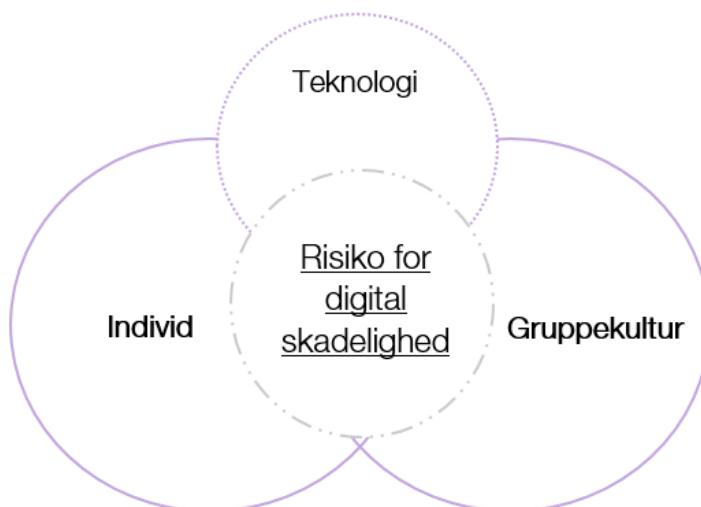 Teknologi
Risiko for
digital
skadelighed
Individ
Gruppekultur